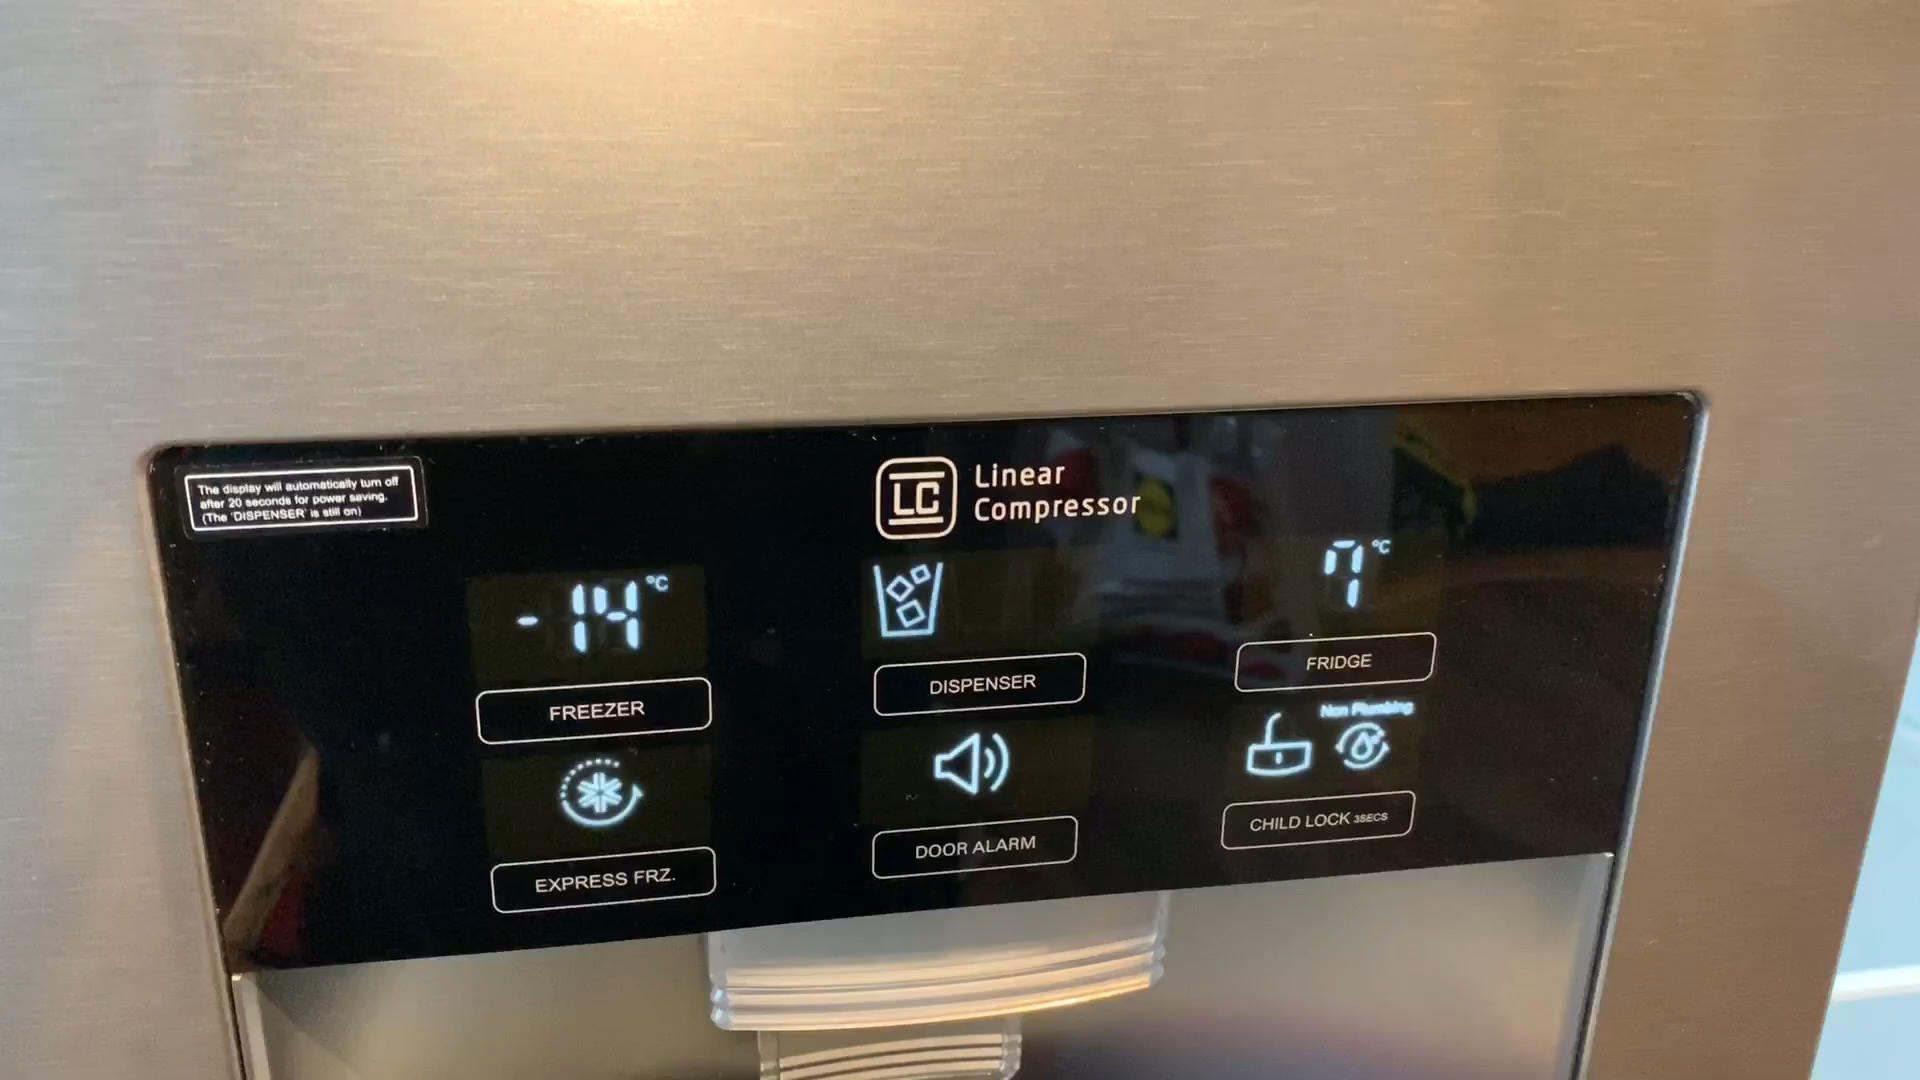 The display will automatically turn off
after 20 seconds for power saving.
(The 'DISPENSER' is still on)
LC
Linear
Compressor
-14 °C
7 °C
FREEZER
DISPENSER
FRIDGE
Non Plumbing
EXPRESS FRZ.
DOOR ALARM
CHILD LOCK 3SECS